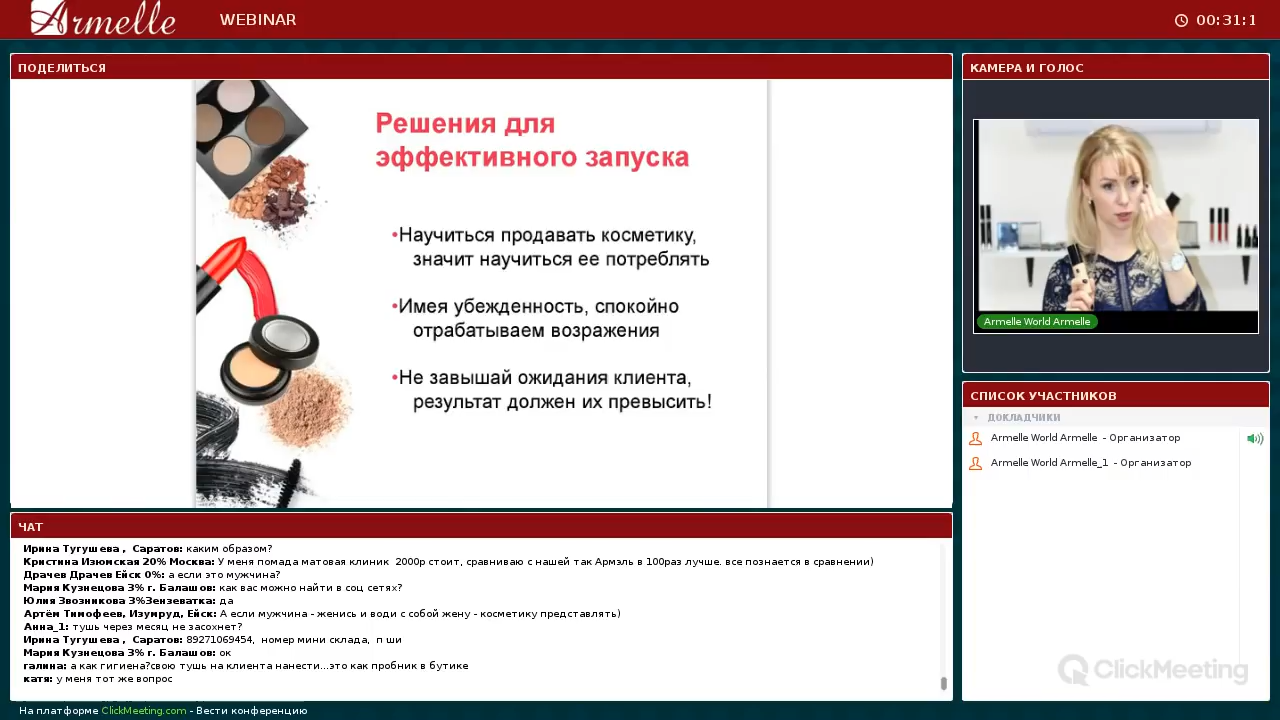 Armelle
WEBINAR
00:31:1
ПОДЕЛИТЬСЯ
Решения для
эффективного запуска
•Научиться продавать косметику,
значит научиться ее потреблять
•Имея убежденность, спокойно
отрабатываем возражения
•Не завышай ожидания клиента,
результат должен их превысить!
КАМЕРА И ГОЛОС
Armelle World Armelle
СПИСОК УЧАСТНИКОВ
ДОКЛАДЧИКИ
Armelle World Armelle - Организатор
Armelle World Armelle_1 - Организатор
ClickMeeting
ЧАТ
Ирина Тугушева , Саратов: каким образом?
Кристина Изюмская 20% Москва: У меня помада матовая клиник 2000р стоит, сравниваю с нашей так Армэль в 100раз лучше. все познается в сравнении)
Драчев Драчев Ейск 0%: а если это мужчина?
Мария Кузнецова 3% г. Балашов: как вас можно найти в соц сетях?
Юлия Звозникова 3%Зензеватка: да
Артём Тимофеев, Изумруд, Ейск: А если мужчина - женись и води с собой жену - косметику представлять)
Анна_1: тушь через месяц не засохнет?
Ирина Тугушева , Саратов: 89271069454, номер мини склада, п ши
Мария Кузнецова 3% г. Балашов: ок
галина: а как гигиена?свою тушь на клиента нанести...это как пробник в бутике
катя: у меня тот же вопрос
На платформе ClickMeeting.com - Вести конференцию